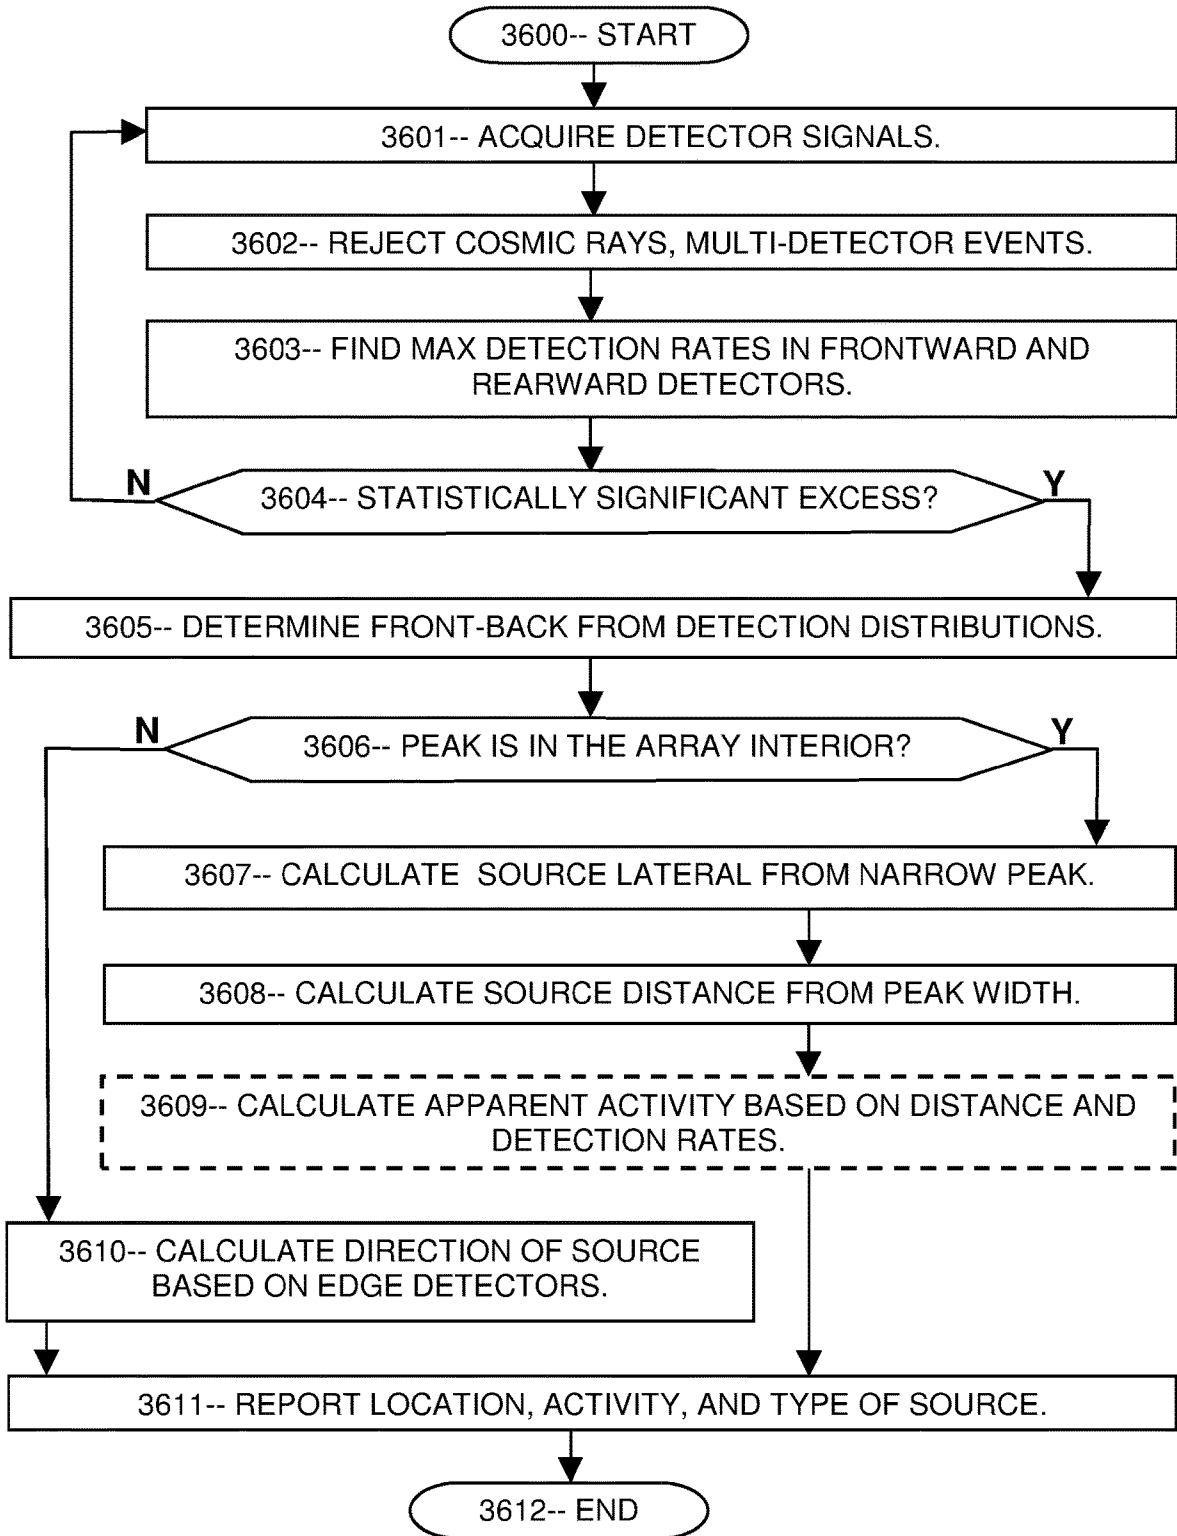 3600-- START
3601-- ACQUIRE DETECTOR SIGNALS.
3602-- REJECT COSMIC RAYS, MULTI-DETECTOR EVENTS.
3603-- FIND MAX DETECTION RATES IN FRONTWARD AND
REARWARD DETECTORS.
N
3604-- STATISTICALLY SIGNIFICANT EXCESS?
Y
3605-- DETERMINE FRONT-BACK FROM DETECTION DISTRIBUTIONS.
N
3606-- PEAK IS IN THE ARRAY INTERIOR?
Y
3607-- CALCULATE SOURCE LATERAL FROM NARROW PEAK.
3608-- CALCULATE SOURCE DISTANCE FROM PEAK WIDTH.
3609-- CALCULATE APPARENT ACTIVITY BASED ON DISTANCE AND
DETECTION RATES.
3610-- CALCULATE DIRECTION OF SOURCE
BASED ON EDGE DETECTORS.
3611-- REPORT LOCATION, ACTIVITY, AND TYPE OF SOURCE.
3612-- END